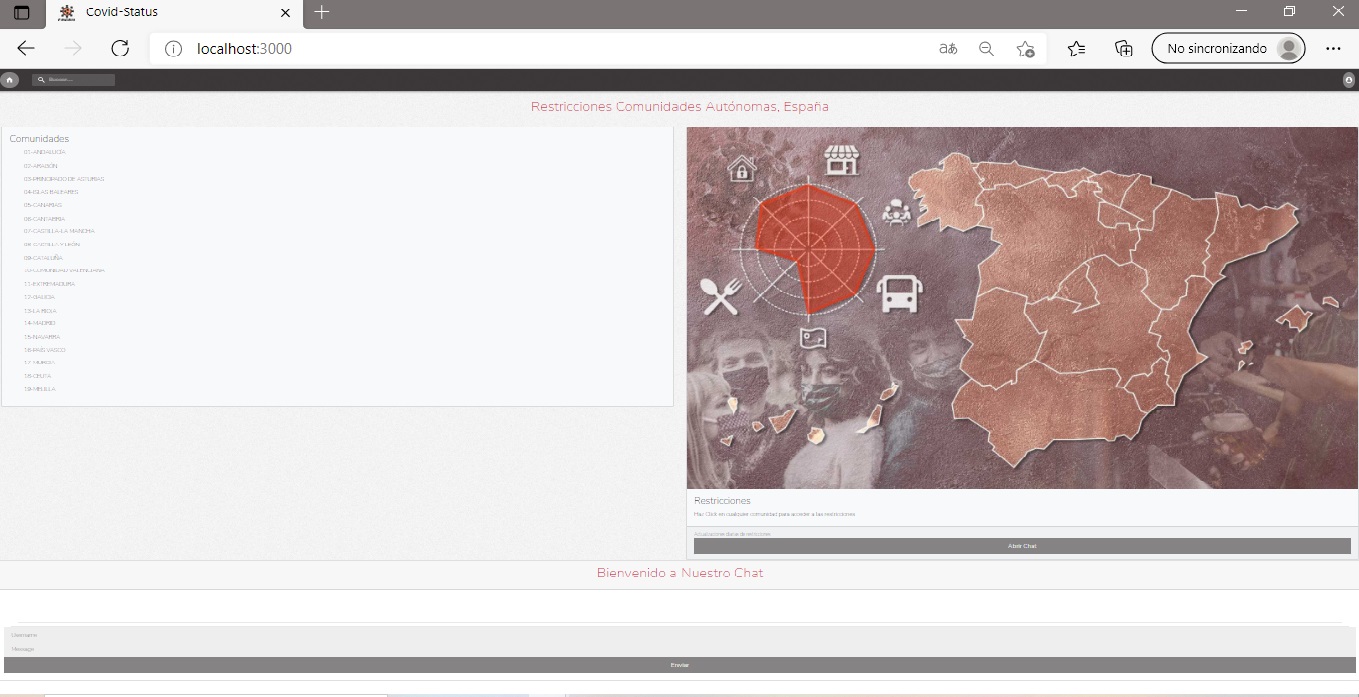 Covid-Status
localhost:3000
aあ
No sincronizando
Buscar...
Restricciones Comunidades Autónomas, España
Comunidades
01-ANDALUCÍA
02-ARAGÓN
03-PRINCIPADO DE ASTURIAS
04-ISLAS BALEARES
05-CANARIAS
06-CANTABRIA
07-CASTILLA-LA MANCHA
08-CASTILLA Y LEÓN
09-CATALUÑA
10-COMUNIDAD VALENCIANA
11-EXTREMADURA
12-GALICIA
13-LA RIOJA
14-MADRID
15-NAVARRA
16-PAÍS VASCO
17-MURCIA
18-CEUTA
19-MELILLA
Restricciones
Haz Click en cualquier comunidad para acceder a las restricciones
Actualizaciones diarias de restricciones
Abrir Chat
Bienvenido a Nuestro Chat
Username
Message
Enviar